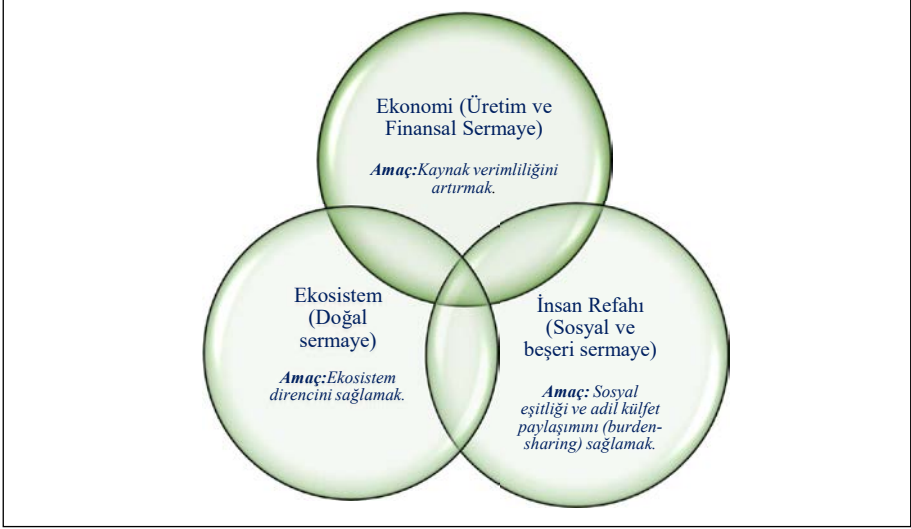 Ekonomi (Üretim ve
Finansal Sermaye)
Amaç:Kaynak verimliliğini
artırmak.
Ekosistem
(Doğal
sermaye)
Amaç:Ekosistem
direncini sağlamak.
İnsan Refahı
(Sosyal ve
beşeri sermaye)
Amaç: Sosyal
eşitliği ve adil külfet
paylaşımını (burden-
sharing) sağlamak.